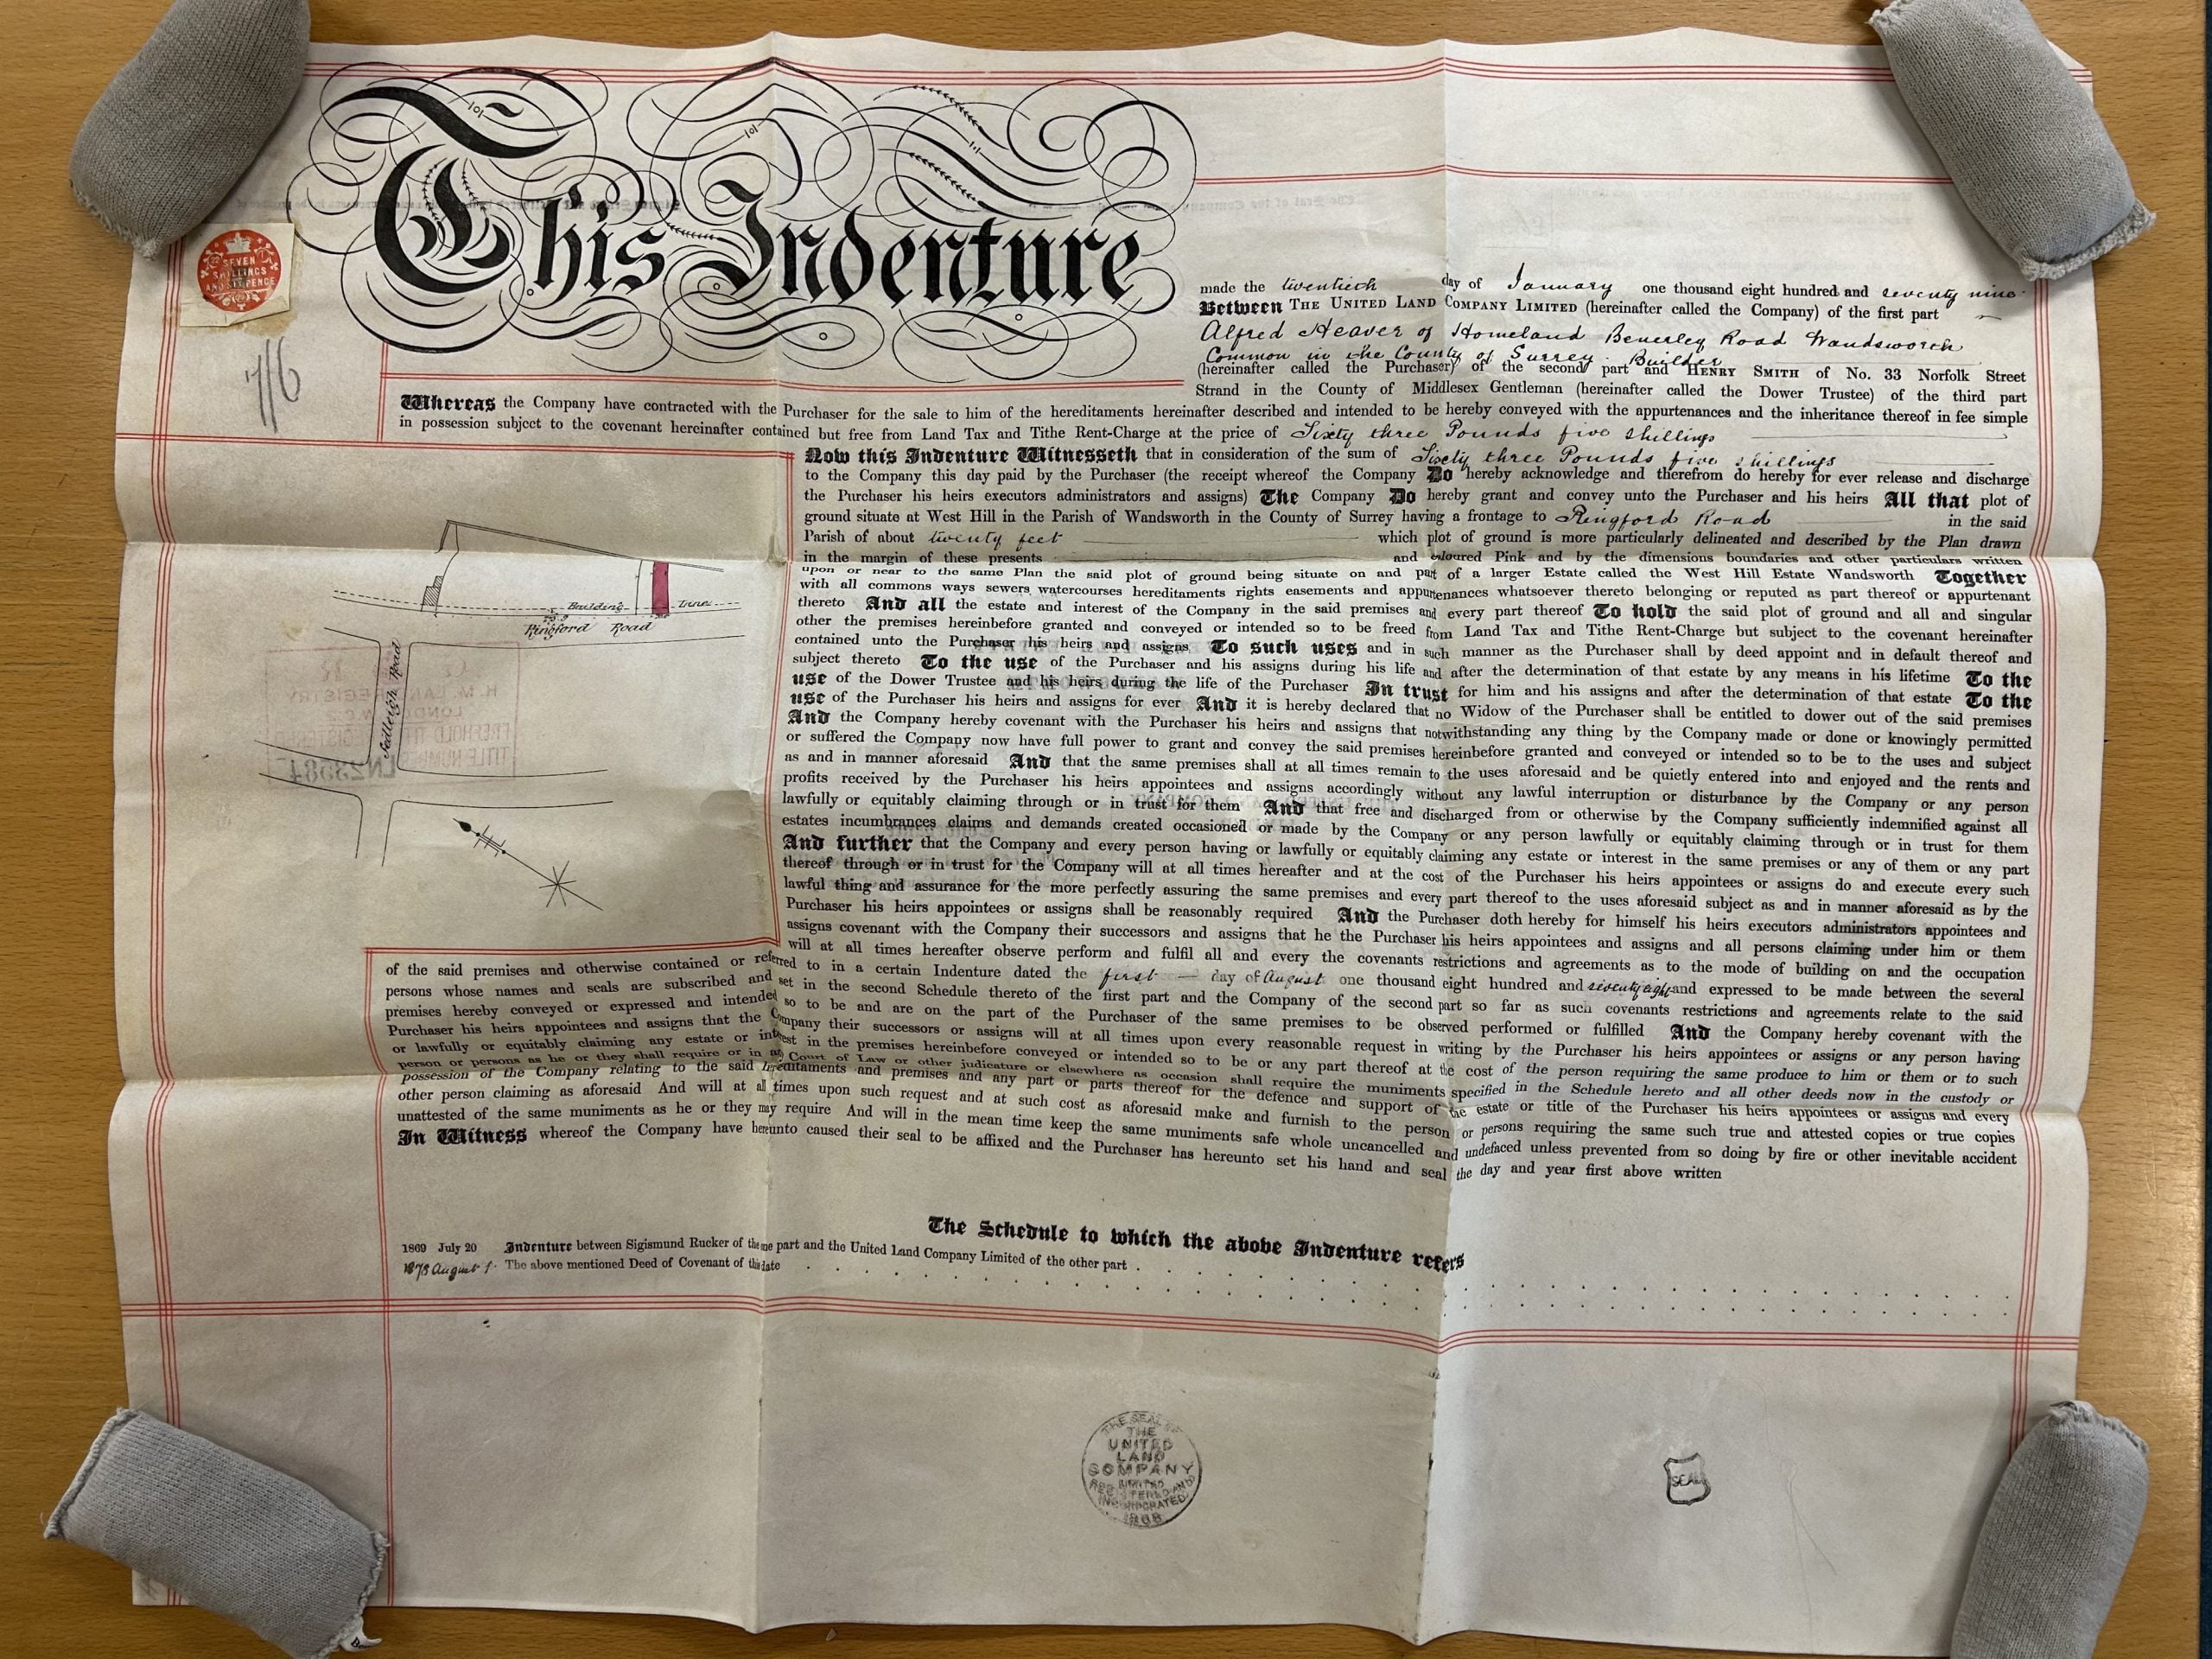 This Indenture
made the twentieth day of January one thousand eight hundred and seventy nine
Between THE UNITED LAND COMPANY LIMITED (hereinafter called the Company) of the first part
Alfred Heaver of Homeland Beverley Road Wandsworth
Common in the County of Surrey Builder
(hereinafter called the Purchaser) of the second part and HENRY SMITH of No. 33 Norfolk Street
Strand in the County of Middlesex Gentleman (hereinafter called the Dower Trustee) of the third part
SEVEN
SHILLINGS
AND SIXPENCE
7/6
Whereas the Company have contracted with the Purchaser for the sale to him of the hereditaments hereinafter described and intended to be hereby conveyed with the appurtenances and the inheritance thereof in fee simple
in possession subject to the covenant hereinafter contained but free from Land Tax and Tithe Rent-Charge at the price of Sixty three Pounds five shillings
Now this Indenture Witnesseth that in consideration of the sum of Sixty three Pounds five shillings
to the Company this day paid by the Purchaser (the receipt whereof the Company Do hereby acknowledge and therefrom do hereby for ever release and discharge
the Purchaser his heirs executors administrators and assigns) The Company Do hereby grant and convey unto the Purchaser and his heirs All that plot of
ground situate at West Hill in the Parish of Wandsworth in the County of Surrey having a frontage to Ringford Road in the said
Parish of about twenty feet which plot of ground is more particularly delineated and described by the Plan drawn
in the margin of these presents and coloured Pink and by the dimensions boundaries and other particulars written
upon or near to the same Plan the said plot of ground being situate on and part of a larger Estate called the West Hill Estate Wandsworth Together
with all commons ways sewers watercourses hereditaments rights easements and appurtenances whatsoever thereto belonging or reputed as part thereof or appurtenant
thereto And all the estate and interest of the Company in the said premises and every part thereof To hold the said plot of ground and all and singular
other the premises hereinbefore granted and conveyed or intended so to be freed from Land Tax and Tithe Rent-Charge but subject to the covenant hereinafter
contained unto the Purchaser his heirs and assigns To such uses and in such manner as the Purchaser shall by deed appoint and in default thereof and
subject thereto To the use of the Purchaser and his assigns during his life and after the determination of that estate by any means in his lifetime To the
use of the Dower Trustee and his heirs during the life of the Purchaser In trust for him and his assigns and after the determination of that estate To the
use of the Purchaser his heirs and assigns for ever And it is hereby declared that no Widow of the Purchaser shall be entitled to dower out of the said premises
And the Company hereby covenant with the Purchaser his heirs and assigns that notwithstanding any thing by the Company made or done or knowingly permitted
or suffered the Company now have full power to grant and convey the said premises hereinbefore granted and conveyed or intended so to be to the uses and subject
as and in manner aforesaid And that the same premises shall at all times remain to the uses aforesaid and be quietly entered into and enjoyed and the rents and
profits received by the Purchaser his heirs appointees and assigns accordingly without any lawful interruption or disturbance by the Company or any person
lawfully or equitably claiming through or in trust for them And that free and discharged from or otherwise by the Company sufficiently indemnified against all
estates incumbrances claims and demands created occasioned or made by the Company or any person lawfully or equitably claiming through or in trust for them
And further that the Company and every person having or lawfully or equitably claiming any estate or interest in the same premises or any of them or any part
thereof through or in trust for the Company will at all times hereafter and at the cost of the Purchaser his heirs appointees or assigns do and execute every such
lawful thing and assurance for the more perfectly assuring the same premises and every part thereof to the uses aforesaid subject as and in manner aforesaid as by the
Purchaser his heirs appointees or assigns shall be reasonably required And the Purchaser doth hereby for himself his heirs executors administrators appointees and
assigns covenant with the Company their successors and assigns that he the Purchaser his heirs appointees and assigns and all persons claiming under him or them
will at all times hereafter observe perform and fulfil all and every the covenants restrictions and agreements as to the mode of building on and the occupation
of the said premises and otherwise contained or referred to in a certain Indenture dated the first day of August one thousand eight hundred and seventy eight and expressed to be made between the several
persons whose names and seals are subscribed and set in the second Schedule thereto of the first part and the Company of the second part so far as such covenants restrictions and agreements relate to the said
premises hereby conveyed or expressed and intended so to be and are on the part of the Purchaser of the same premises to be observed performed or fulfilled And the Company hereby covenant with the
Purchaser his heirs appointees and assigns that the Company their successors or assigns will at all times upon every reasonable request in writing by the Purchaser his heirs appointees or assigns or any person having
or lawfully or equitably claiming any estate or interest in the premises hereinbefore conveyed or intended so to be or any part thereof at the cost of the person requiring the same produce to him or them or to such
person or persons as he or they shall require or in any Court of Law or other judicature or elsewhere as occasion shall require the muniments specified in the Schedule hereto and all other deeds now in the custody or
possession of the Company relating to the said hereditaments and premises and any part or parts thereof for the defence and support of the estate or title of the Purchaser his heirs appointees or assigns and every
other person claiming as aforesaid And will at all times upon such request and at such cost as aforesaid make and furnish to the person or persons requiring the same such true and attested copies or true copies
unattested of the same muniments as he or they may require And will in the mean time keep the same muniments safe whole uncancelled and undefaced unless prevented from so doing by fire or other inevitable accident
In Witness whereof the Company have hereunto caused their seal to be affixed and the Purchaser has hereunto set his hand and seal the day and year first above written
Building Line
Ringford Road
Sedleigh Road
The Schedule to which the above Indenture refers
1869 July 20 Indenture between Sigismund Rucker of the one part and the United Land Company Limited of the other part
1878 August 1. The above mentioned Deed of Covenant of this date
THE SEAL OF
THE
UNITED
LAND
COMPANY
LIMITED
REGISTERED AND
INCORPORATED
1868
SEAL